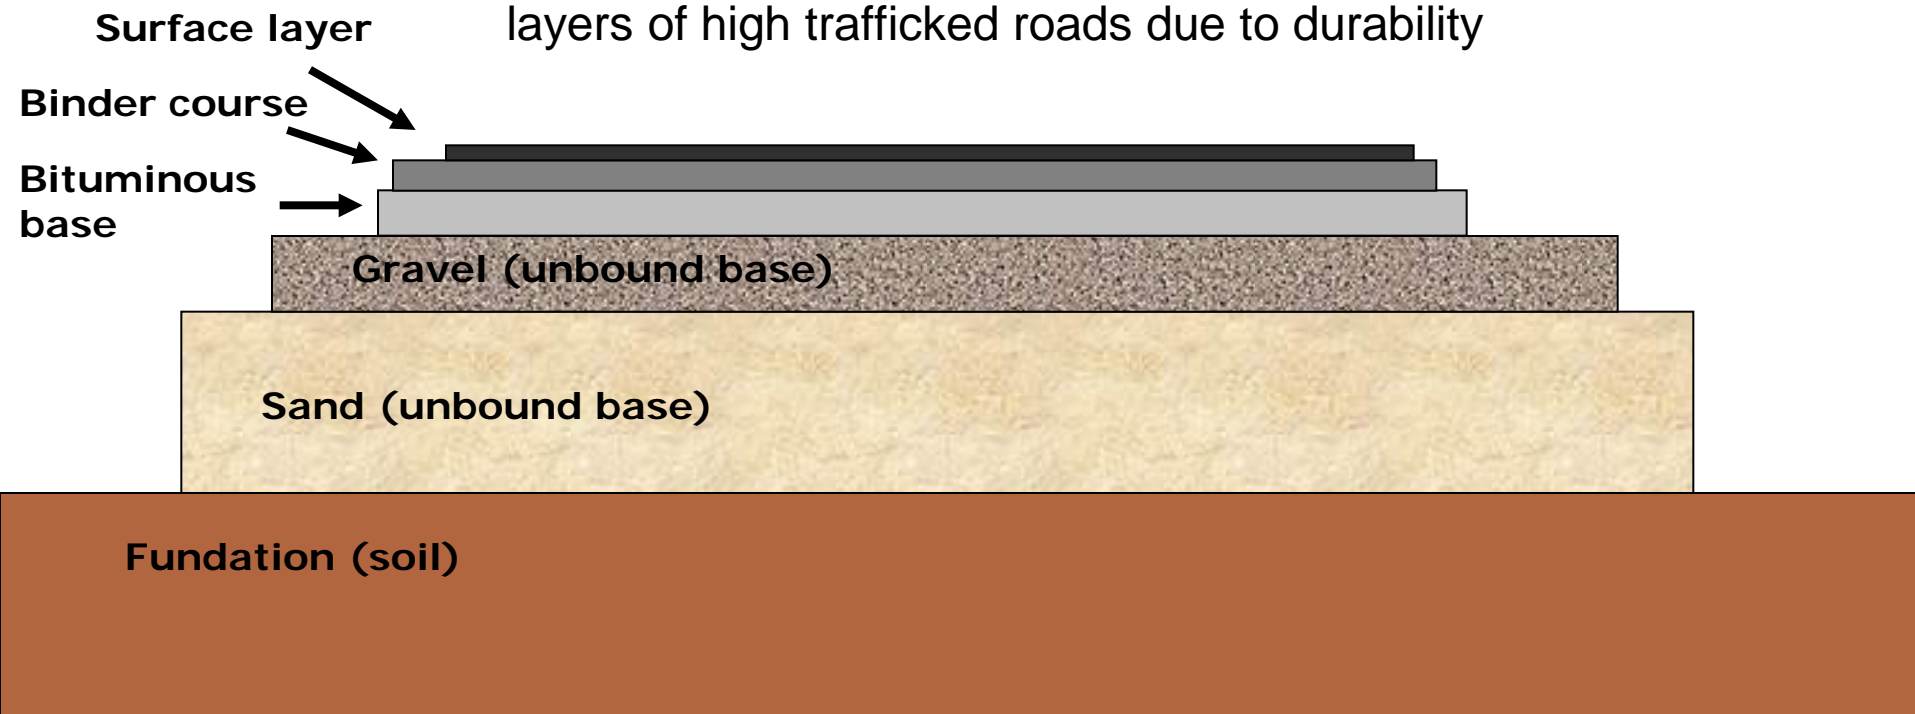 layers of high trafficked roads due to durability
Surface layer
Binder course
Bituminous
base
Gravel (unbound base)
Sand (unbound base)
Fundation (soil)